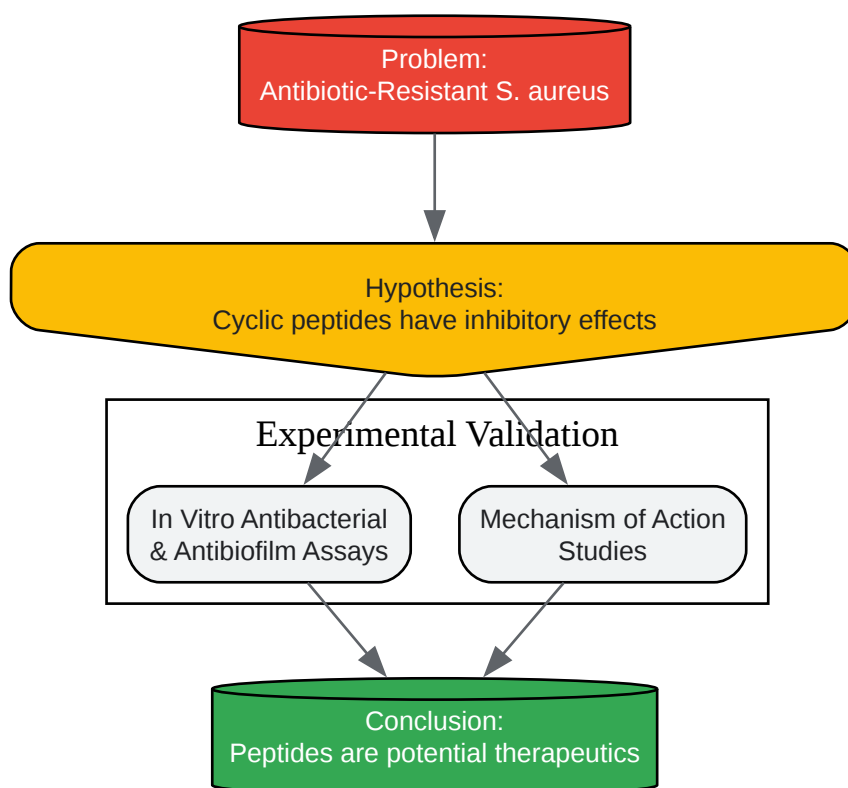 Problem:
Antibiotic-Resistant S. aureus
Hypothesis:
Cyclic peptides have inhibitory effects
Experimental Validation
In Vitro Antibacterial
& Antibiofilm Assays
Mechanism of Action
Studies
Conclusion:
Peptides are potential therapeutics